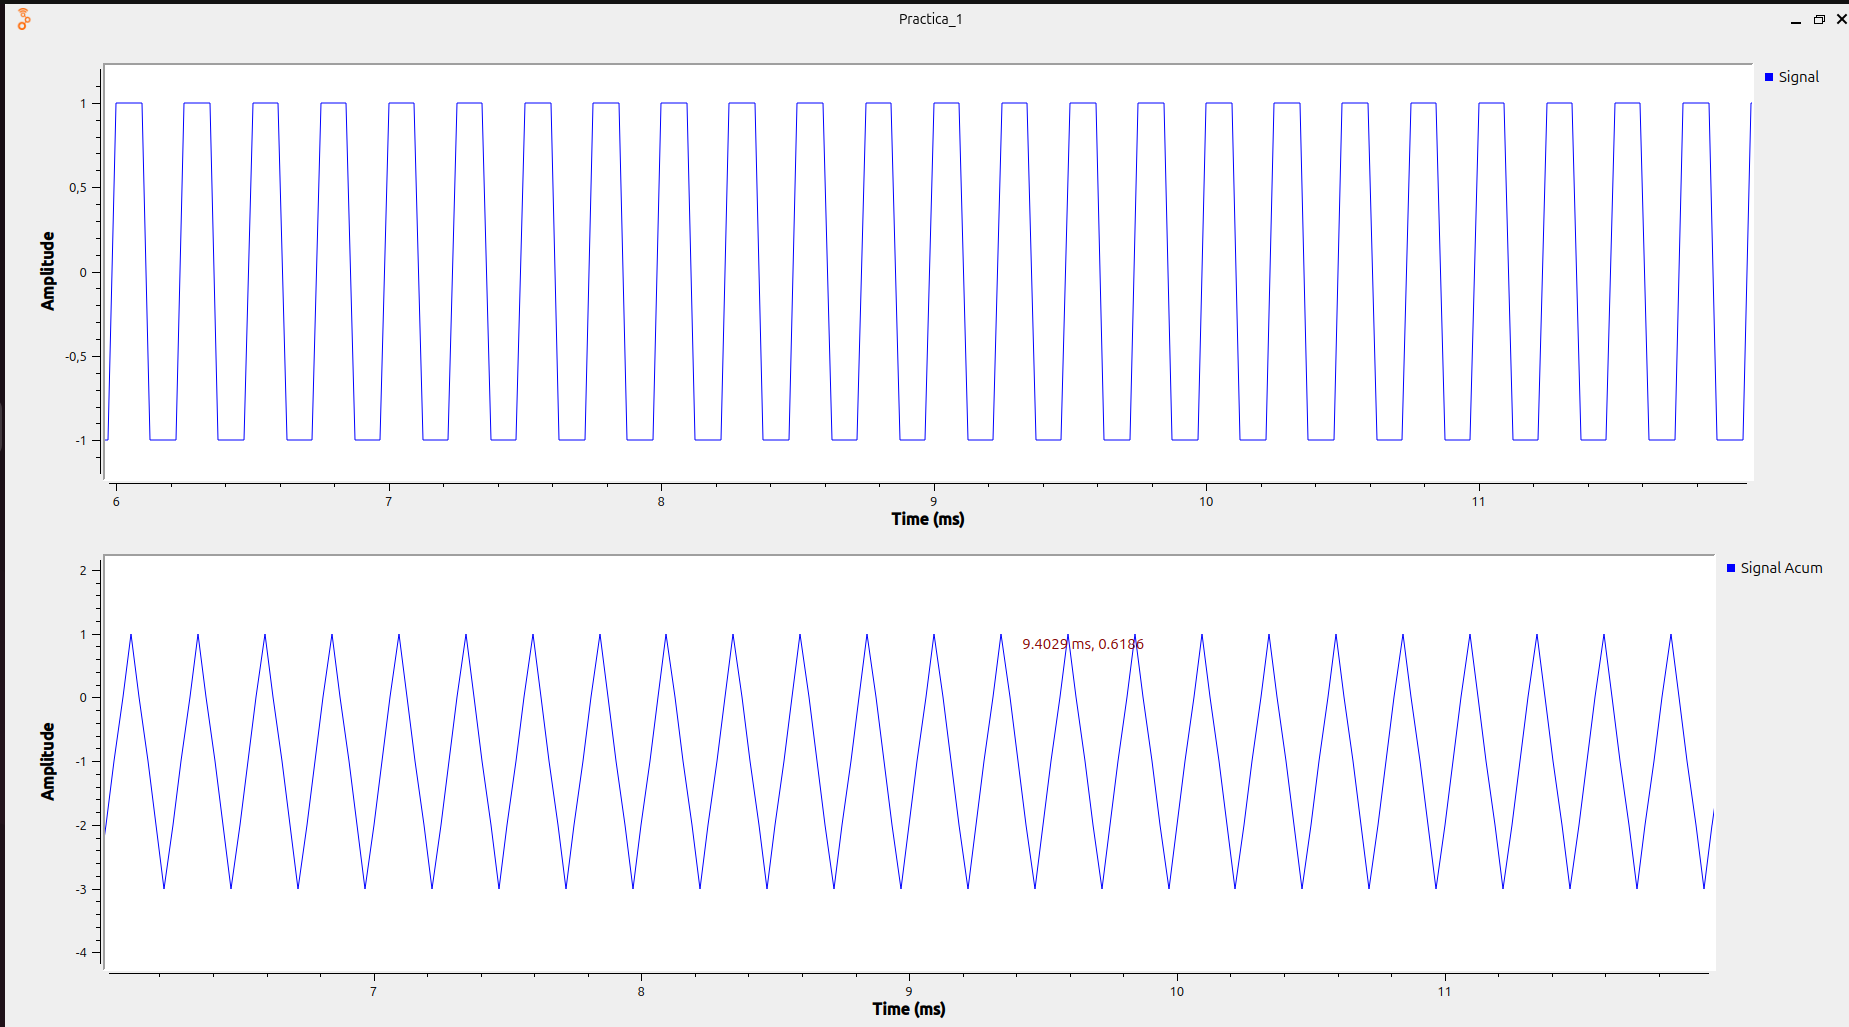 Practica_1
Signal
1
0,5
0
-0,5
-1
Amplitude
6 7 8 9 10 11
Time (ms)
Signal Acum
2
1
0
-1
-2
-3
-4
Amplitude
9.4029 ms, 0.6186
7 8 9 10 11
Time (ms)